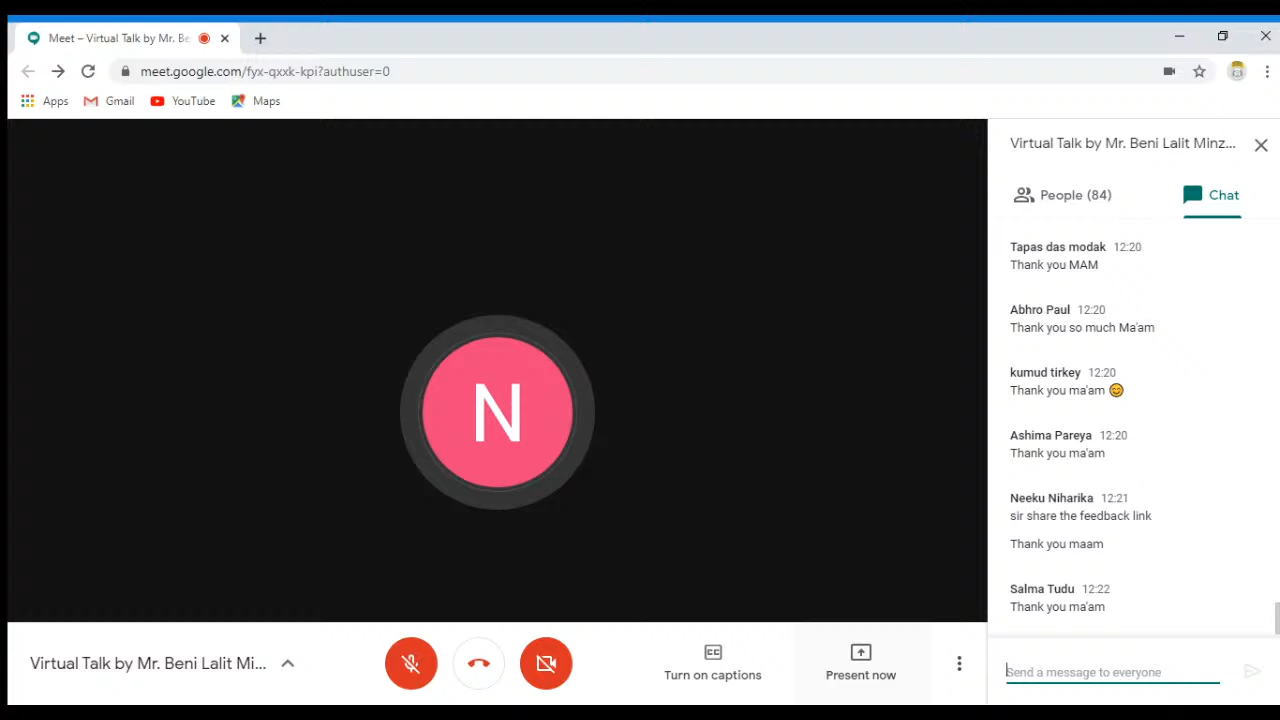 Meet – Virtual Talk by Mr. Be
meet.google.com/fyx-qxxk-kpi?authuser=0
Apps Gmail YouTube Maps
N
Virtual Talk by Mr. Beni Lalit Mi...
Turn on captions
Present now
Virtual Talk by Mr. Beni Lalit Minz...
People (84) Chat
Tapas das modak 12:20
Thank you MAM
Abhro Paul 12:20
Thank you so much Ma'am
kumud tirkey 12:20
Thank you ma'am 😊
Ashima Pareya 12:20
Thank you ma'am
Neeku Niharika 12:21
sir share the feedback link
Thank you maam
Salma Tudu 12:22
Thank you ma'am
Send a message to everyone